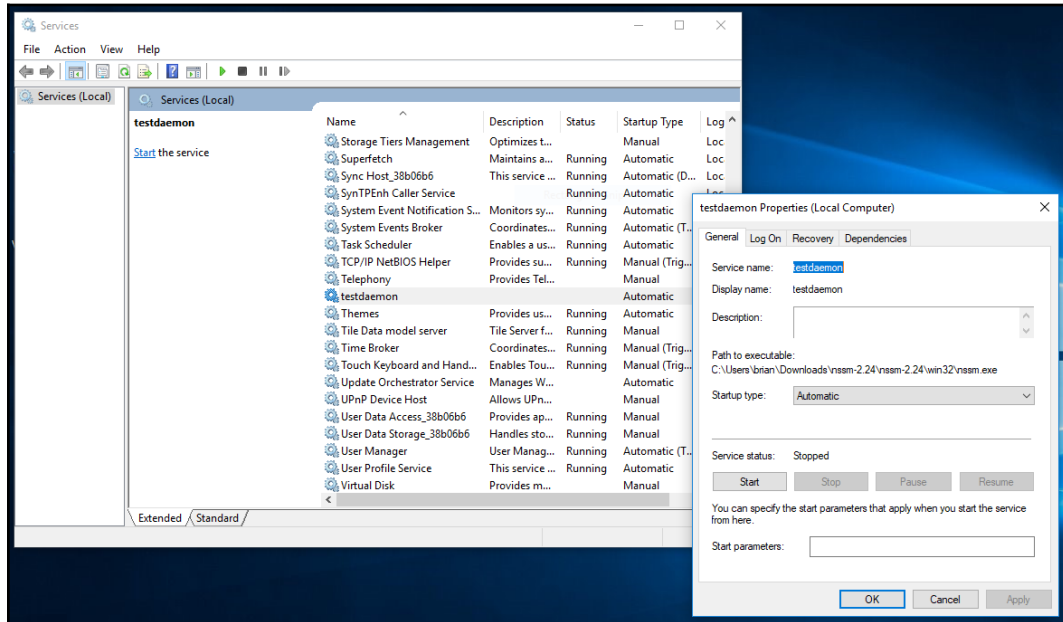 Services
File Action View Help
Services (Local)
Services (Local)
testdaemon
Start the service
Name Description Status Startup Type Log
Storage Tiers Management Optimizes t... Manual Loc
Superfetch Maintains a... Running Automatic Loc
Sync Host_38b06b6 This service ... Running Automatic (D... Loc
SynTPEnh Caller Service Running Automatic
System Event Notification S... Monitors sy... Running Automatic
System Events Broker Coordinates... Running Automatic (T...
Task Scheduler Enables a us... Running Automatic
TCP/IP NetBIOS Helper Provides su... Running Manual (Trig...
Telephony Provides Tel... Manual
testdaemon Automatic
Themes Provides us... Running Automatic
Tile Data model server Tile Server f... Running Manual
Time Broker Coordinates... Running Manual (Trig...
Touch Keyboard and Hand... Enables Tou... Running Manual (Trig...
Update Orchestrator Service Manages W... Automatic
UPnP Device Host Allows UPn... Manual
User Data Access_38b06b6 Provides ap... Running Manual
User Data Storage_38b06b6 Handles sto... Running Manual
User Manager User Manag... Running Automatic (T...
User Profile Service This service ... Running Automatic
Virtual Disk Provides m... Manual
Extended Standard
testdaemon Properties (Local Computer)
General Log On Recovery Dependencies
Service name: testdaemon
Display name: testdaemon
Description:
Path to executable:
C:\Users\brian\Downloads\nssm-2.24\nssm-2.24\win32\nssm.exe
Startup type: Automatic
Service status: Stopped
Start Stop Pause Resume
You can specify the start parameters that apply when you start the service
from here.
Start parameters:
OK Cancel Apply